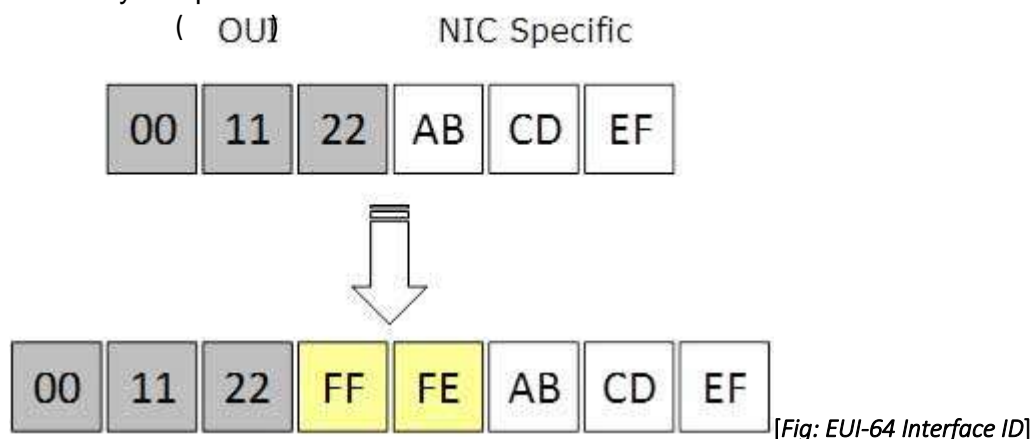 ( OUI) NIC Specific
00 11 22 AB CD EF
00 11 22 FF FE AB CD EF
[Fig: EUI-64 Interface ID]